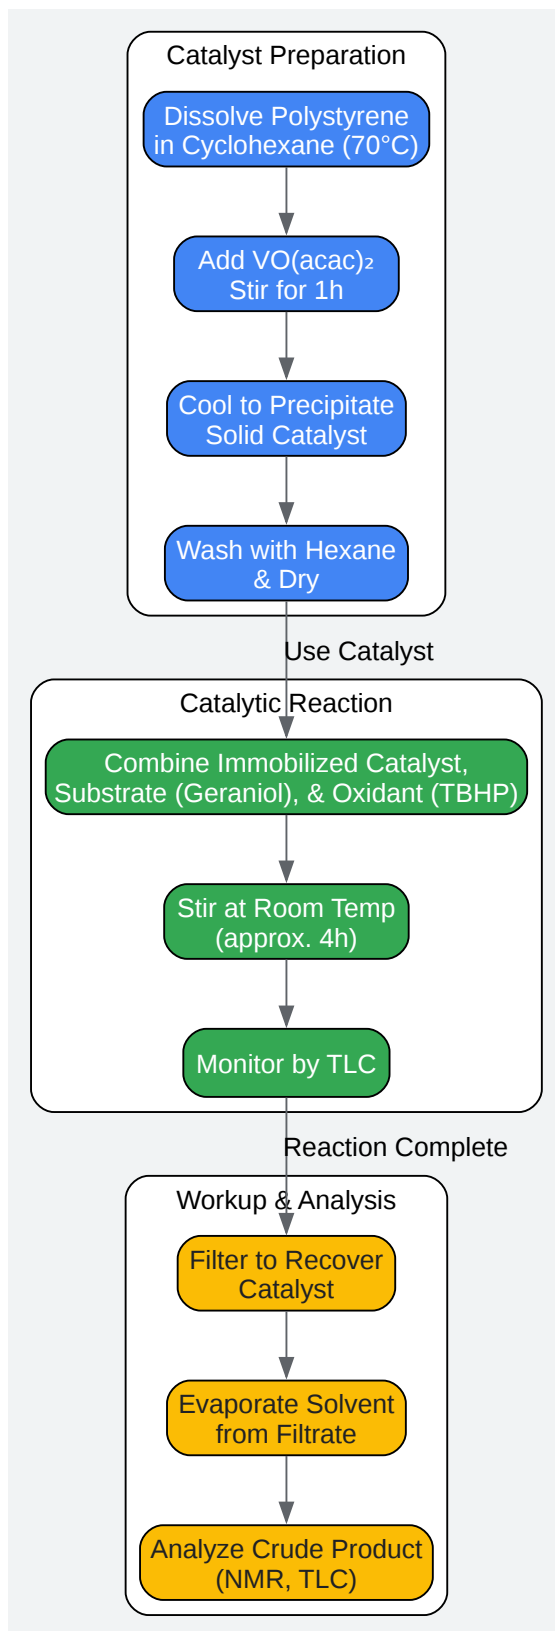 Catalyst Preparation
Dissolve Polystyrene
in Cyclohexane (70°C)
Add VO(acac)₂
Stir for 1h
Cool to Precipitate
Solid Catalyst
Wash with Hexane
& Dry
Use Catalyst
Catalytic Reaction
Combine Immobilized Catalyst,
Substrate (Geraniol), & Oxidant (TBHP)
Stir at Room Temp
(approx. 4h)
Monitor by TLC
Reaction Complete
Workup & Analysis
Filter to Recover
Catalyst
Evaporate Solvent
from Filtrate
Analyze Crude Product
(NMR, TLC)